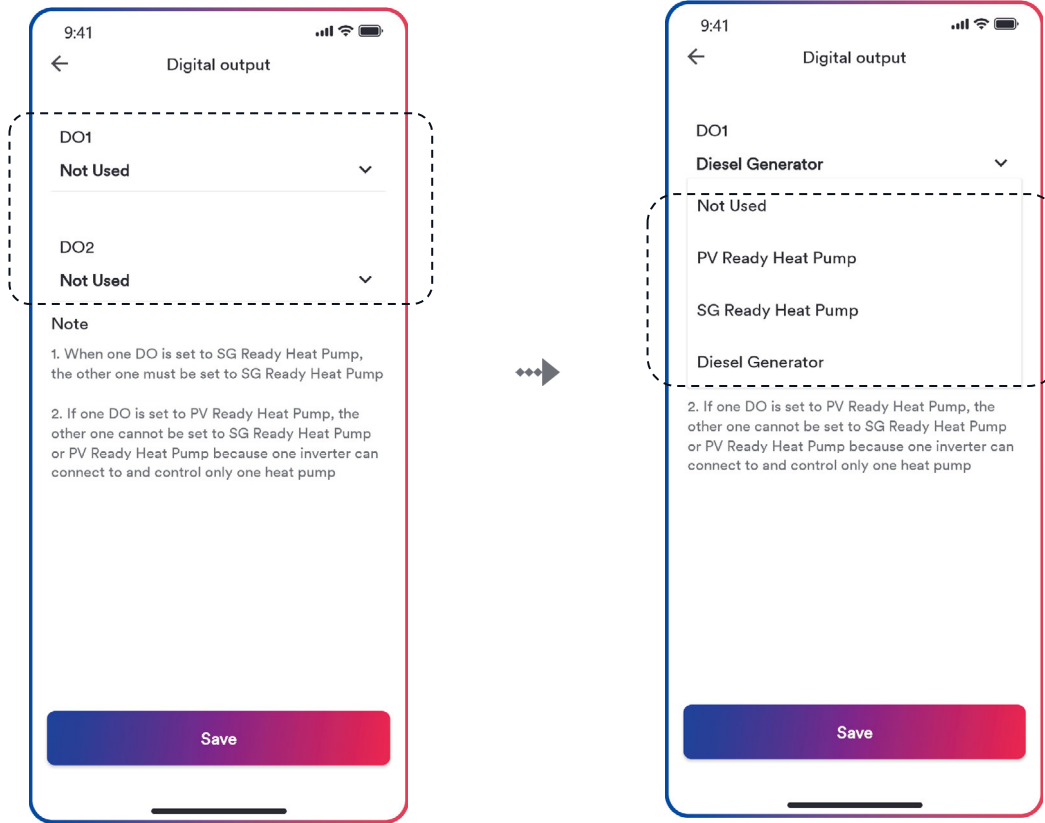 9:41
Digital output
DO1
Not Used
DO2
Not Used
Note
1. When one DO is set to SG Ready Heat Pump,
the other one must be set to SG Ready Heat Pump
2. If one DO is set to PV Ready Heat Pump, the
other one cannot be set to SG Ready Heat Pump
or PV Ready Heat Pump because one inverter can
connect to and control only one heat pump
Save
9:41
Digital output
DO1
Diesel Generator
Not Used
PV Ready Heat Pump
SG Ready Heat Pump
Diesel Generator
2. If one DO is set to PV Ready Heat Pump, the
other one cannot be set to SG Ready Heat Pump
or PV Ready Heat Pump because one inverter can
connect to and control only one heat pump
Save